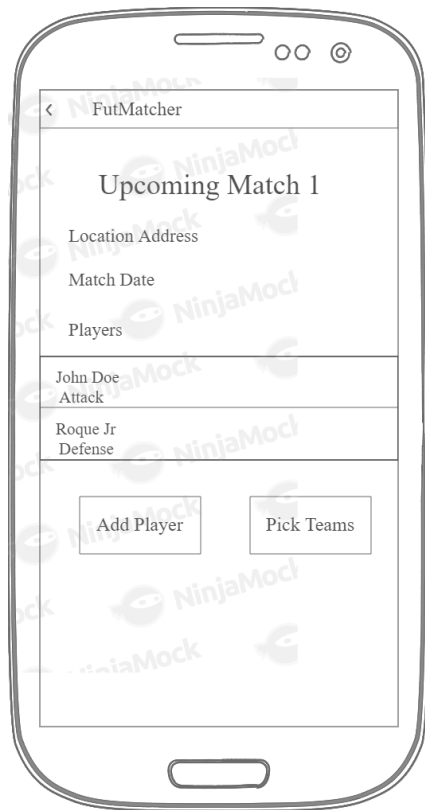 FutMatcher
Upcoming Match 1
Location Address
Match Date
Players
John Doe
Attack
Roque Jr
Defense
Add Player
Pick Teams
NinjaMock